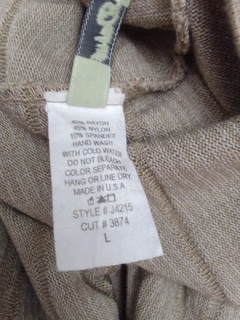 45% RAYON
45% NYLON
10% SPANDEX
HAND WASH
WITH COLD WATER
DO NOT BLEACH
COLOR SEPARATE
HANG OR LINE DRY
MADE IN U.S.A.
STYLE # J4215
CUT # 3874
L